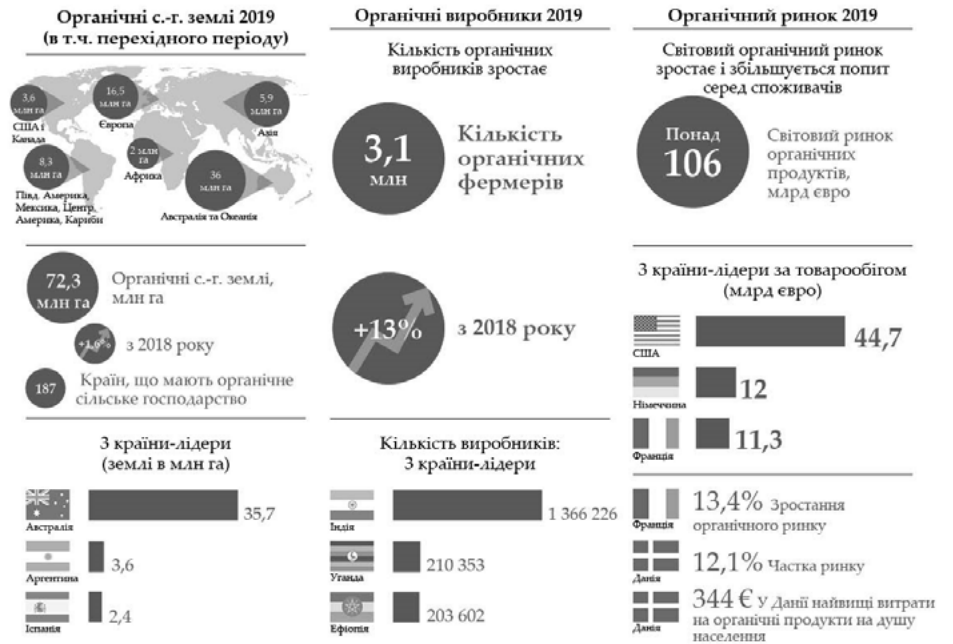 Органічні с.-г. землі 2019
(в т.ч. перехідного періоду)
3,6
млн га
США і
Канада
16,5
млн га
Європа
5,9
млн га
Азія
8,3
млн га
Півд. Америка,
Мексика, Центр.
Америка, Кариби
2 млн
га
Африка
36
млн га
Австралія та Океанія
72,3
млн га
Органічні с.-г. землі,
млн га
+1,6%
з 2018 року
187
Країн, що мають органічне
сільське господарство
3 країни-лідери
(землі в млн га)
Австралія
35,7
Аргентина
3,6
Іспанія
2,4
Органічні виробники 2019
Кількість органічних
виробників зростає
3,1
млн
Кількість
органічних
фермерів
+13%
з 2018 року
Кількість виробників:
3 країни-лідери
Індія
1 366 226
Уганда
210 353
Ефіопія
203 602
Органічний ринок 2019
Світовий органічний ринок
зростає і збільшується попит
серед споживачів
Понад
106
Світовий ринок
органічних
продуктів,
млрд євро
3 країни-лідери за товарообігом
(млрд євро)
США
44,7
Німеччина
12
Франція
11,3
Франція
13,4% Зростання
органічного ринку
Данія
12,1% Частка ринку
Данія
344 € У Данії найвищі витрати
на органічні продукти на душу
населення